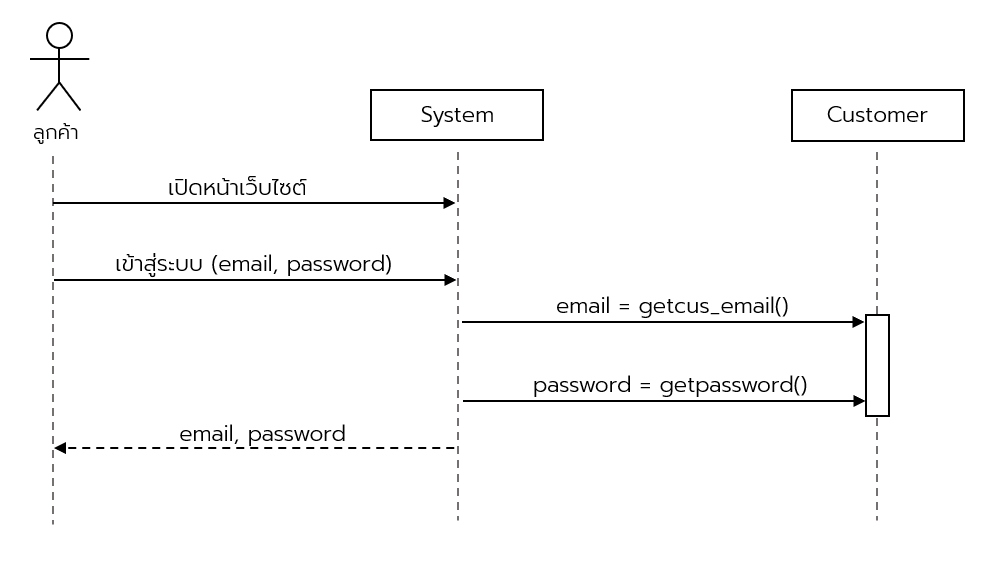 ลูกค้า
System
Customer
เปิดหน้าเว็บไซต์
เข้าสู่ระบบ (email, password)
email = getcus_email()
password = getpassword()
email, password